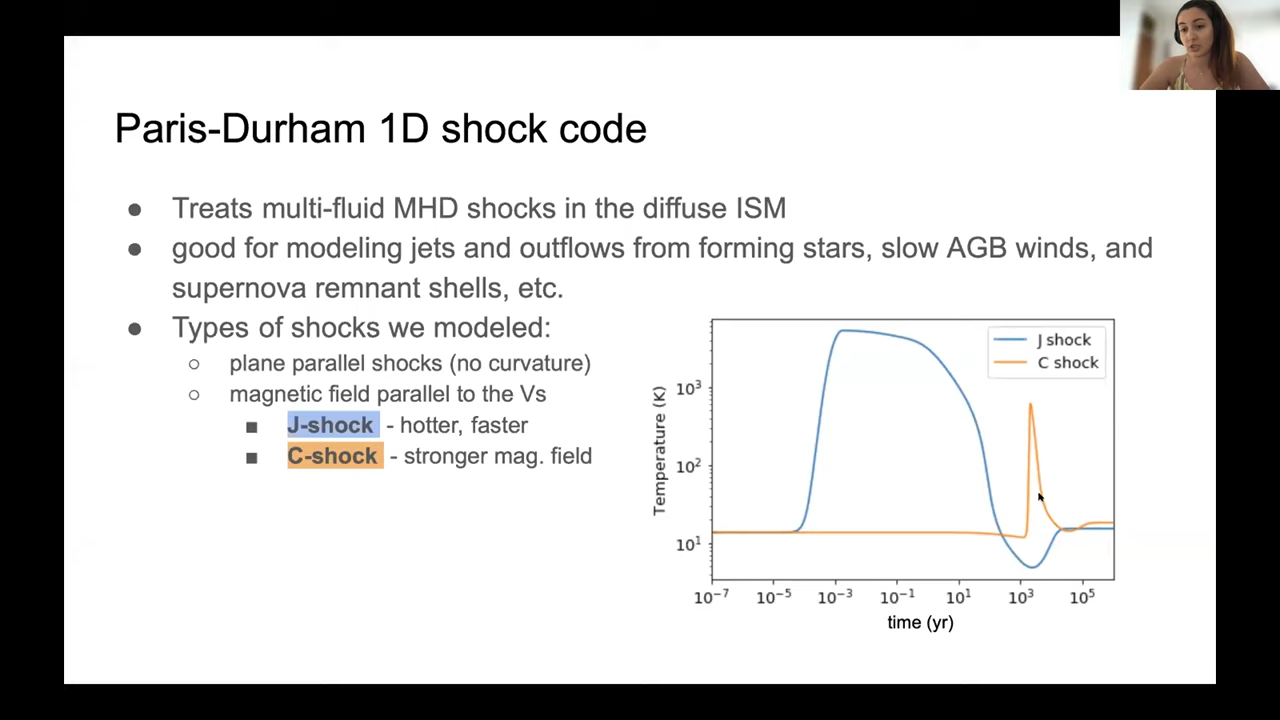 Paris-Durham 1D shock code
● Treats multi-fluid MHD shocks in the diffuse ISM
● good for modeling jets and outflows from forming stars, slow AGB winds, and
supernova remnant shells, etc.
● Types of shocks we modeled:
○ plane parallel shocks (no curvature)
○ magnetic field parallel to the Vs
■ J-shock - hotter, faster
■ C-shock - stronger mag. field
J shock
C shock
Temperature (K)
10³
10²
10¹
10⁻⁷ 10⁻⁵ 10⁻³ 10⁻¹ 10¹ 10³ 10⁵
time (yr)